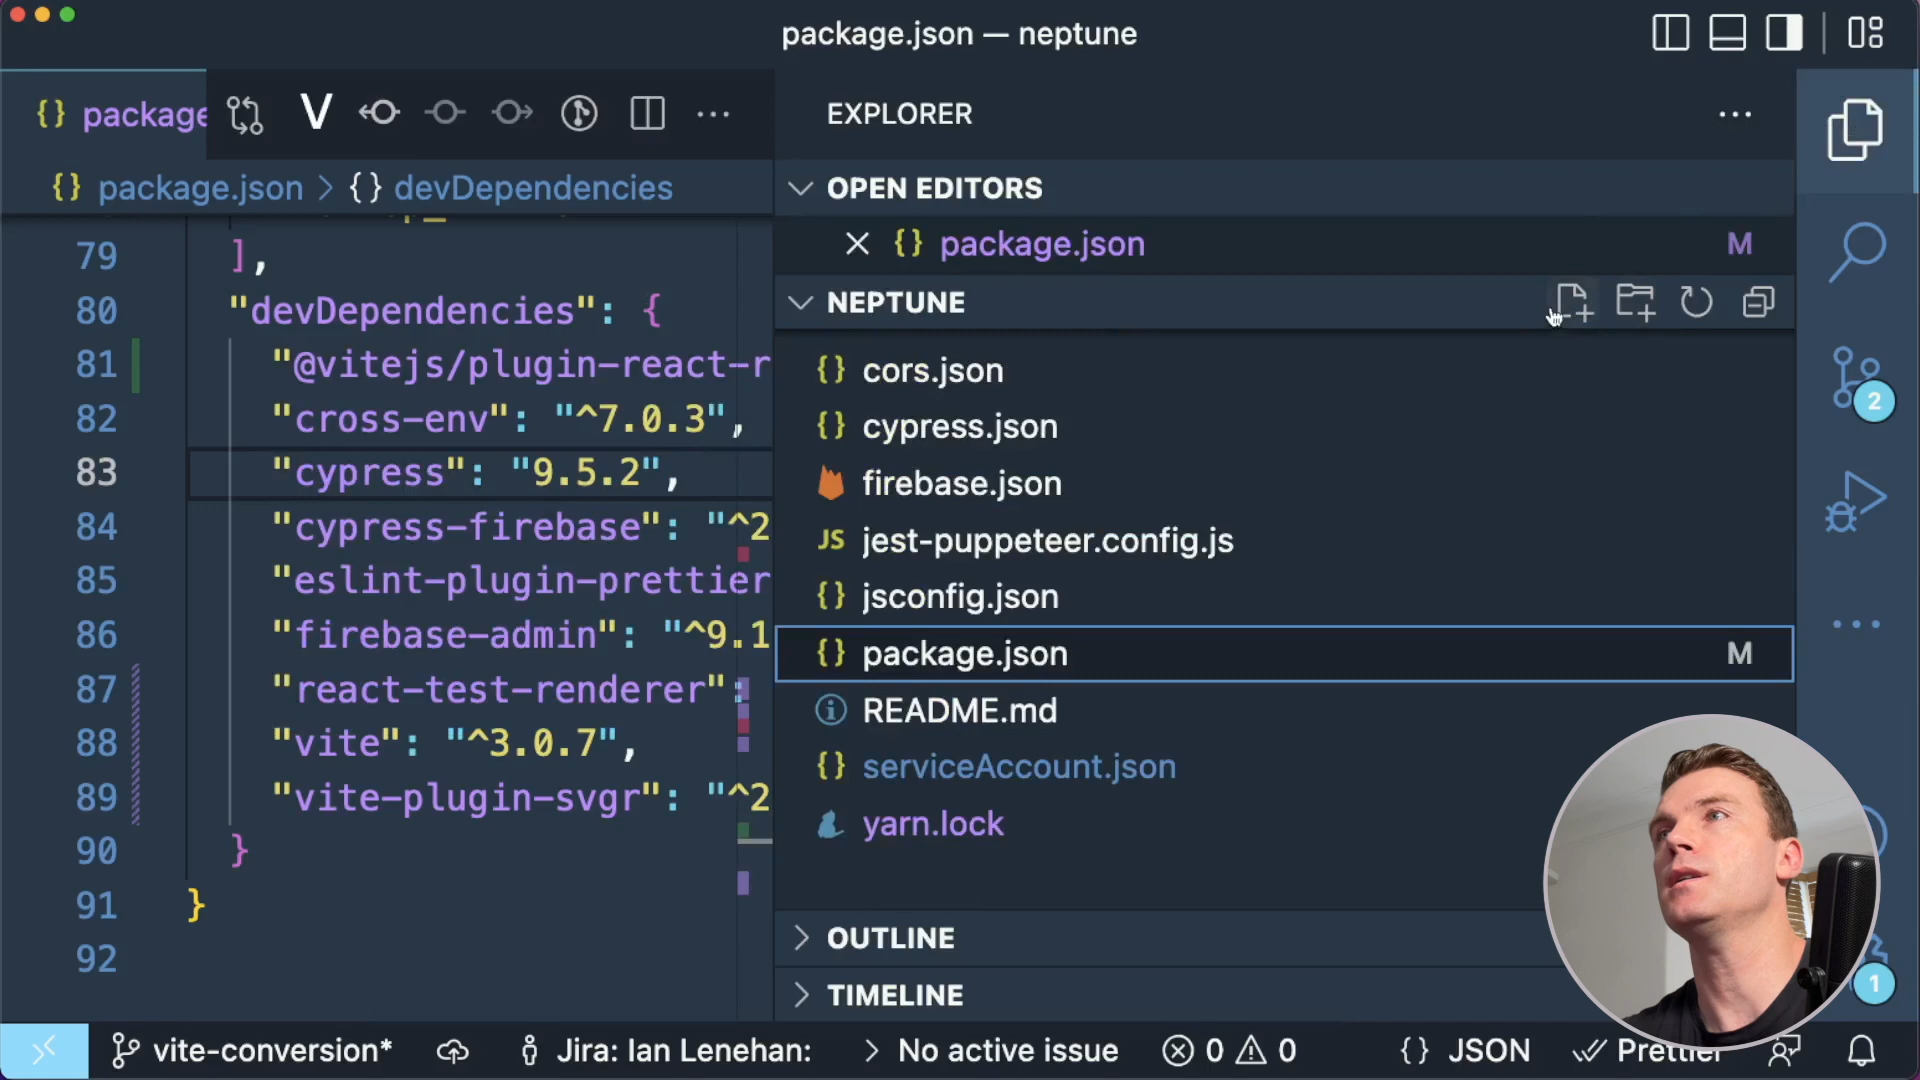 package.json — neptune
package
EXPLORER
package.json > {} devDependencies
OPEN EDITORS
package.json M
NEPTUNE
79 ],
80 "devDependencies": {
81 "@vitejs/plugin-react-r
82 "cross-env": "^7.0.3",
83 "cypress": "9.5.2",
84 "cypress-firebase": "^2
85 "eslint-plugin-prettier
86 "firebase-admin": "^9.1
87 "react-test-renderer":
88 "vite": "^3.0.7",
89 "vite-plugin-svgr": "^2
90 }
91 }
92
{} cors.json
{} cypress.json
firebase.json
JS jest-puppeteer.config.js
{} jsconfig.json
{} package.json M
README.md
{} serviceAccount.json
yarn.lock
OUTLINE
TIMELINE
2
1
vite-conversion* Jira: Ian Lenehan: > No active issue 0 0 {} JSON Prettier